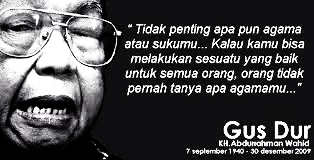 “ Tidak penting apa pun agama
atau sukumu... Kalau kamu bisa
melakukan sesuatu yang baik
untuk semua orang, orang tidak
pernah tanya apa agamamu...”
Gus Dur
KH.Abdurrahman Wahid
7 september 1940 - 30 desember 2009